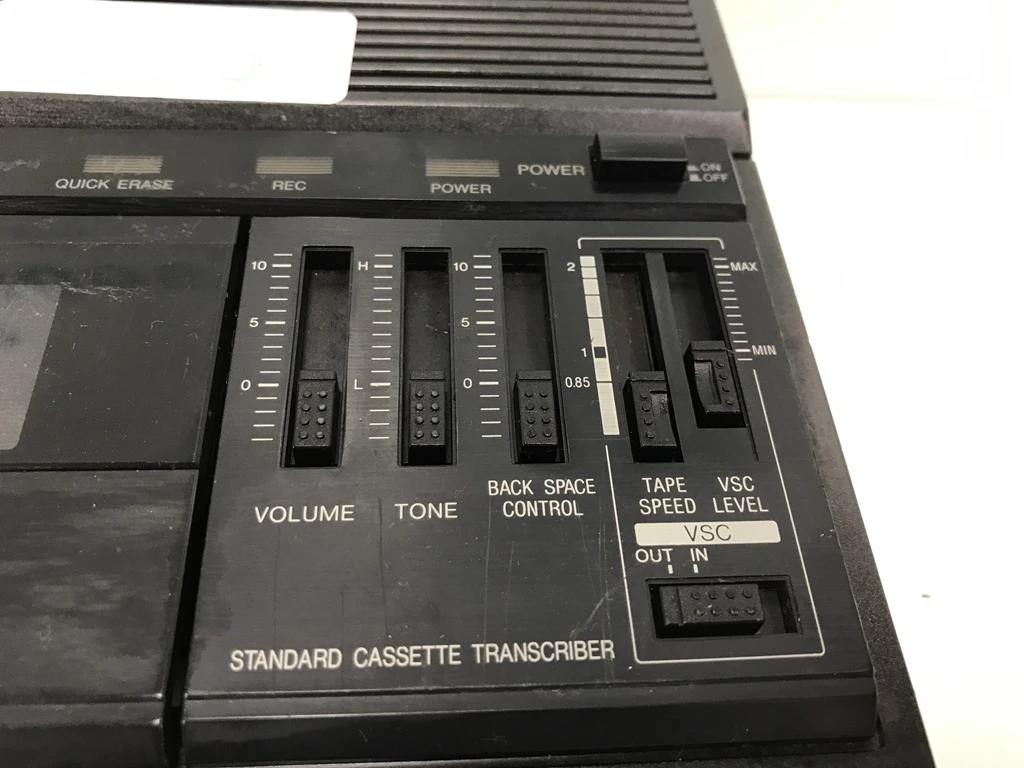 QUICK ERASE
REC
POWER
POWER
ON
OFF
10
5
0
H
L
10
5
0
2
1
0.85
MAX
MIN
VOLUME
TONE
BACK SPACE
CONTROL
TAPE
SPEED
VSC
LEVEL
VSC
OUT IN
STANDARD CASSETTE TRANSCRIBER